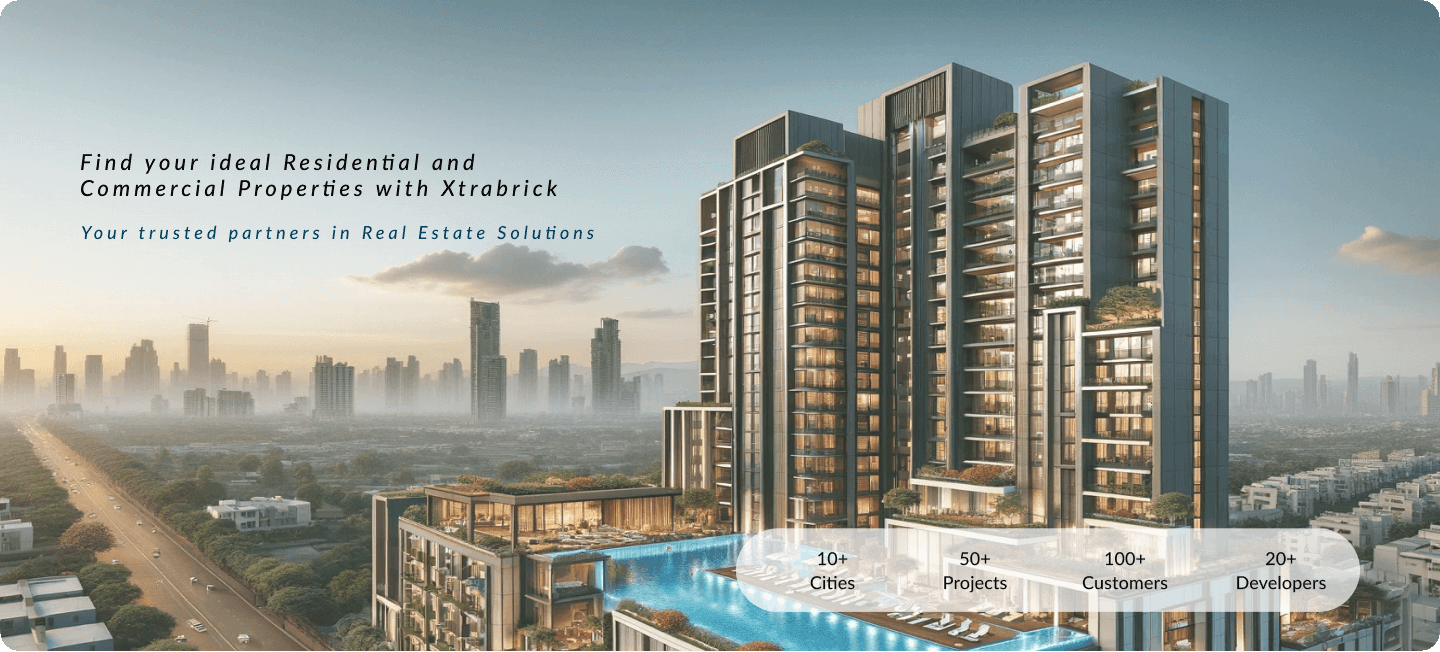 Find your ideal Residential and
Commercial Properties with Xtrabrick
Your trusted partners in Real Estate Solutions
10+
Cities
50+
Projects
100+
Customers
20+
Developers